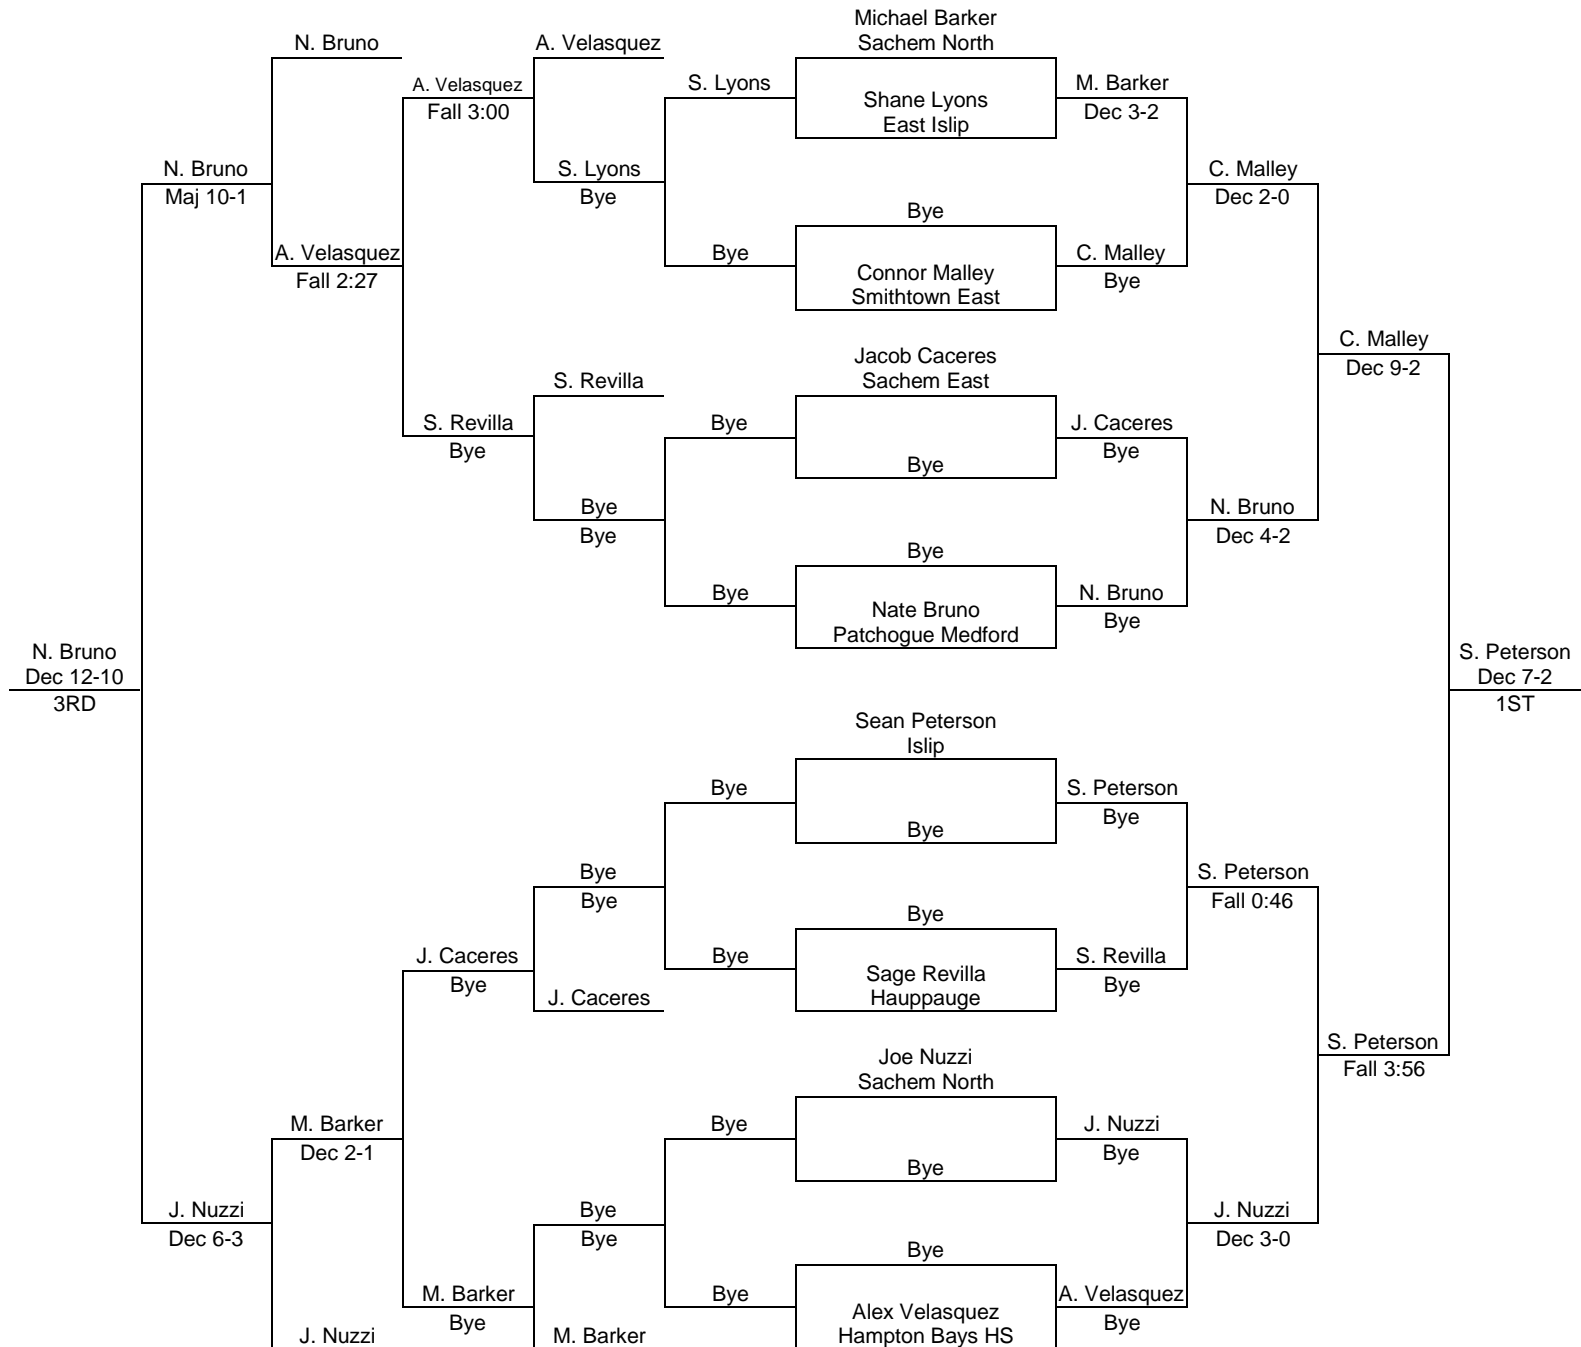 Michael Barker
N. Bruno
A. Velasquez
Sachem North
A. Velasquez
S. Lyons
M. Barker
Fall 3:00
Shane Lyons
Dec 3-2
East Islip
N. Bruno
S. Lyons
C. Malley
Maj 10-1
Bye
Dec 2-0
Bye
A. Velasquez
Bye
C. Malley
Fall 2:27
Connor Malley
Bye
Smithtown East
C. Malley
Jacob Caceres
Dec 9-2
S. Revilla
Sachem East
S. Revilla
Bye
J. Caceres
Bye
Bye
Bye
Bye
N. Bruno
Bye
Dec 4-2
Bye
Bye
N. Bruno
Nate Bruno
Bye
Patchogue Medford
N. Bruno
S. Peterson
Dec 12-10
Dec 7-2
3RD
1ST
Sean Peterson
Islip
Bye
S. Peterson
Bye
Bye
Bye
S. Peterson
Bye
Fall 0:46
Bye
J. Caceres
Bye
S. Revilla
Bye
Sage Revilla
Bye
J. Caceres
Hauppauge
S. Peterson
Joe Nuzzi
Fall 3:56
Sachem North
M. Barker
Bye
J. Nuzzi
Dec 2-1
Bye
Bye
J. Nuzzi
Bye
J. Nuzzi
Dec 6-3
Bye
Dec 3-0
Bye
M. Barker
Bye
A. Velasquez
Bye
Alex Velasquez
Bye
J. Nuzzi
M. Barker
Hampton Bays HS